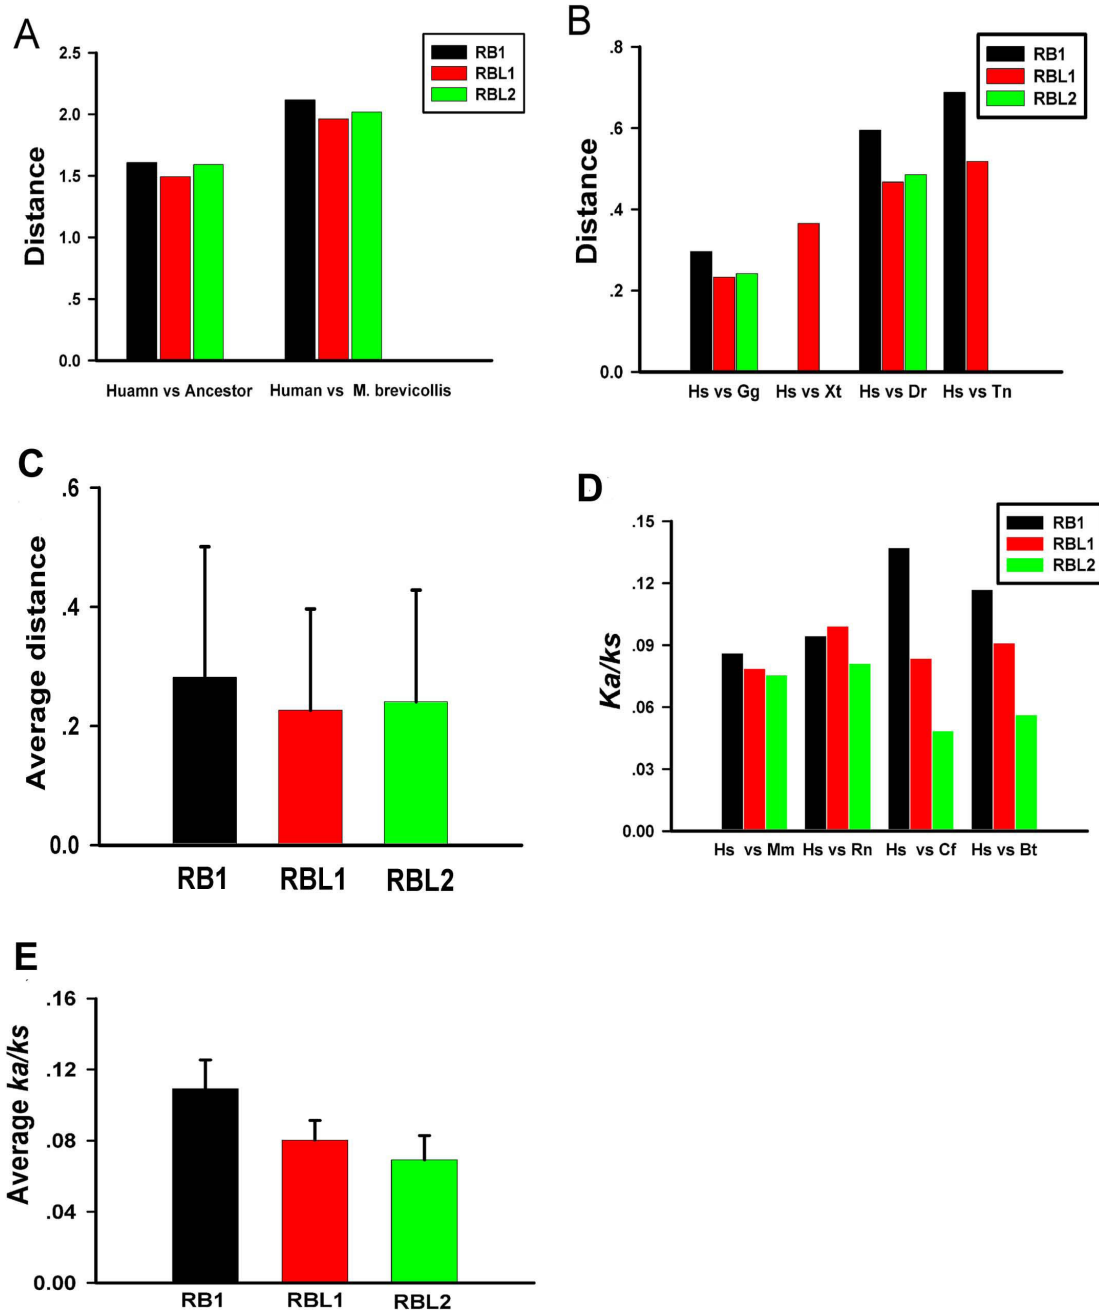 A
RB1
RBL1
RBL2
2.5
2.0
1.5
1.0
.5
0.0
Distance
Huamn vs Ancestor
Human vs M. brevicollis
B
RB1
RBL1
RBL2
.8
.6
.4
.2
0.0
Distance
Hs vs Gg
Hs vs Xt
Hs vs Dr
Hs vs Tn
C
.6
.4
.2
0.0
Average distance
RB1
RBL1
RBL2
D
RB1
RBL1
RBL2
.15
.12
.09
.06
.03
0.00
Ka/ks
Hs vs Mm
Hs vs Rn
Hs vs Cf
Hs vs Bt
E
.16
.12
.08
.04
0.00
Average ka/ks
RB1
RBL1
RBL2